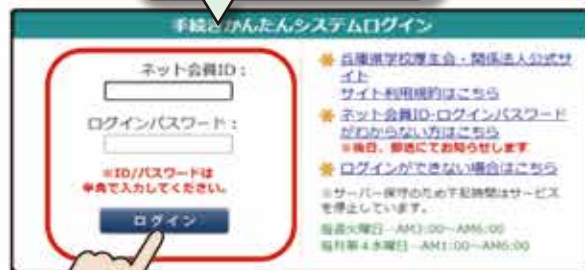 手続きかんたんシステムログイン
ネット会員ID:
ログインパスワード:
※ID/パスワードは
半角で入力してください。
ログイン
兵庫県学校厚生会・関係法人公式サ
イト
サイト利用規約はこちら
ネット会員ID・ログインパスワード
がわからない方はこちら
※後日、郵送にてお知らせします
ログインができない場合はこちら
※サーバー保守のため下記時間はサービス
を停止しています。
毎週火曜日…AM3:00~AM6:00
毎月第4水曜日…AM1:00~AM6:00